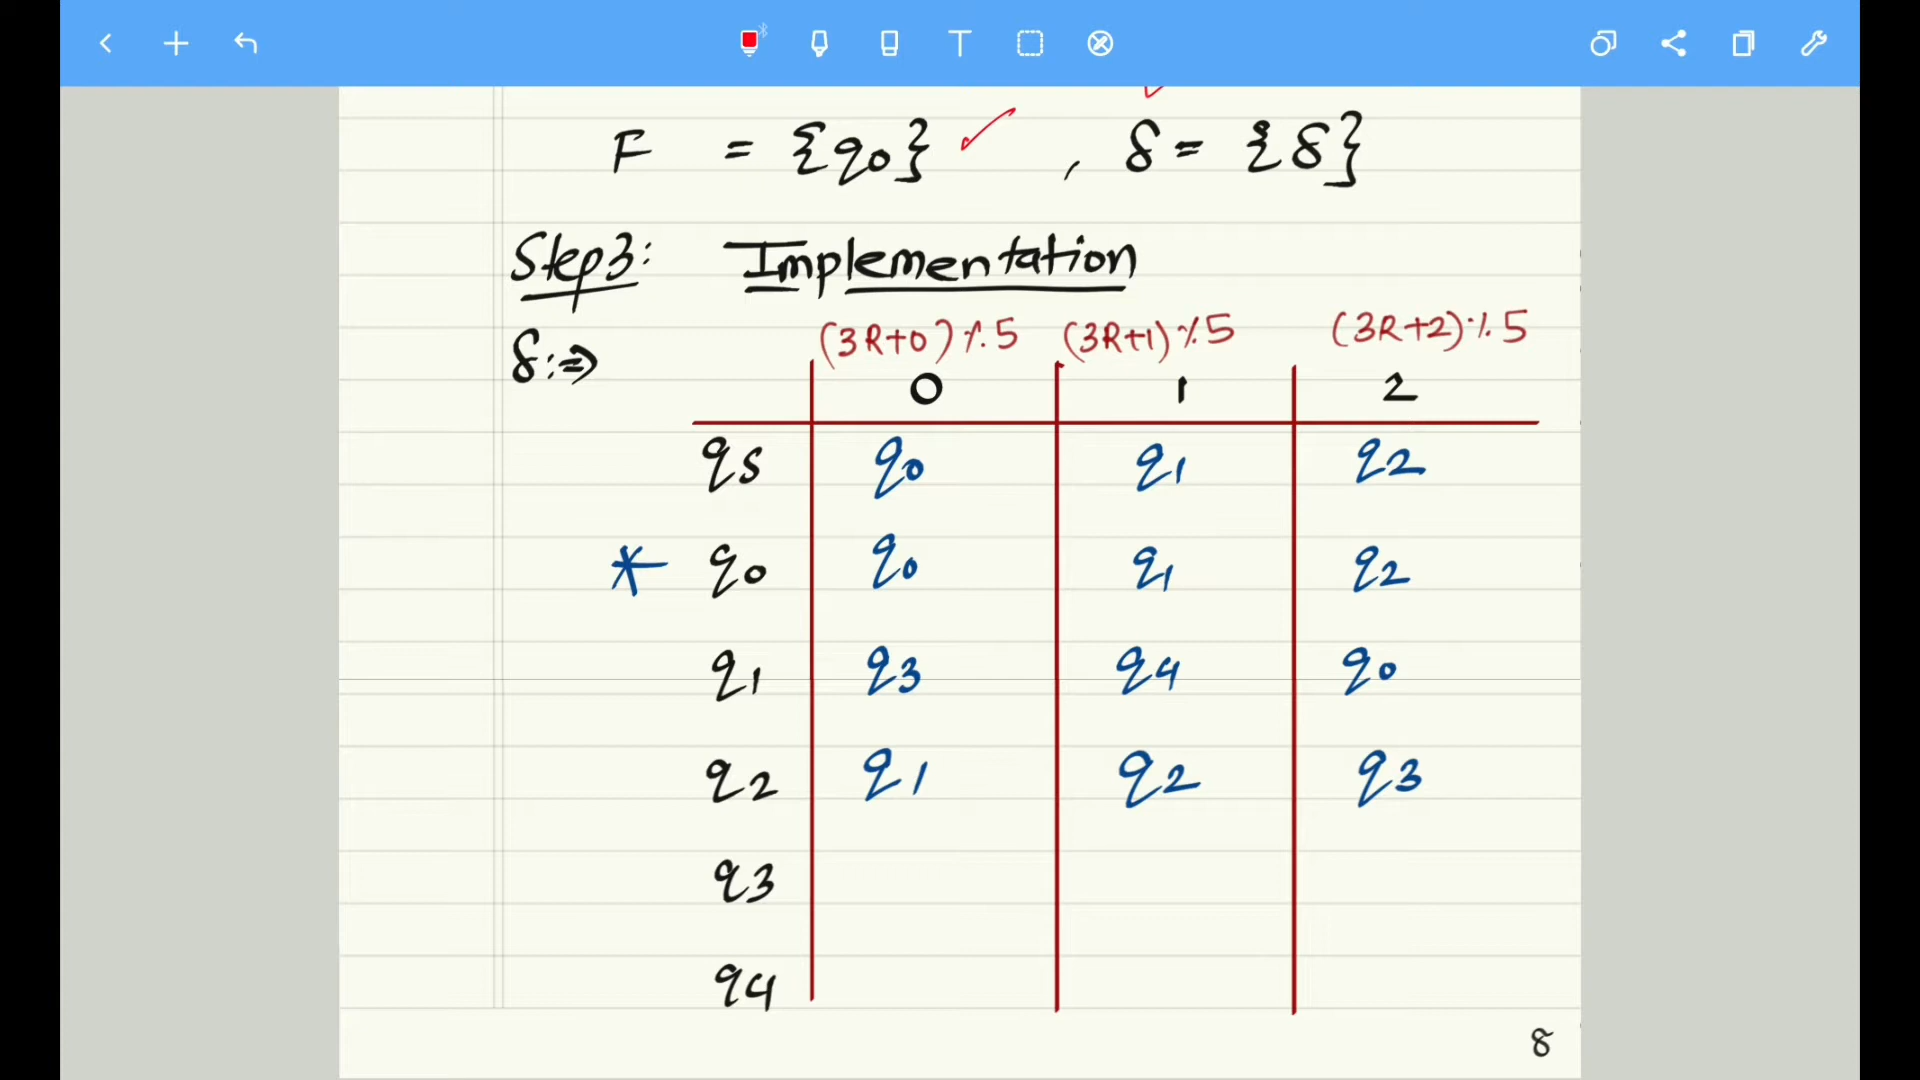 F = {q0} , δ = {δ}
Step3: Implementation
(3R+0)%5 (3R+1)%5 (3R+2)%5
δ:⇒
0 1 2
qs q0 q1 q2
* q0 q0 q1 q2
q1 q3 q4 q0
q2 q1 q2 q3
q3
q4
8